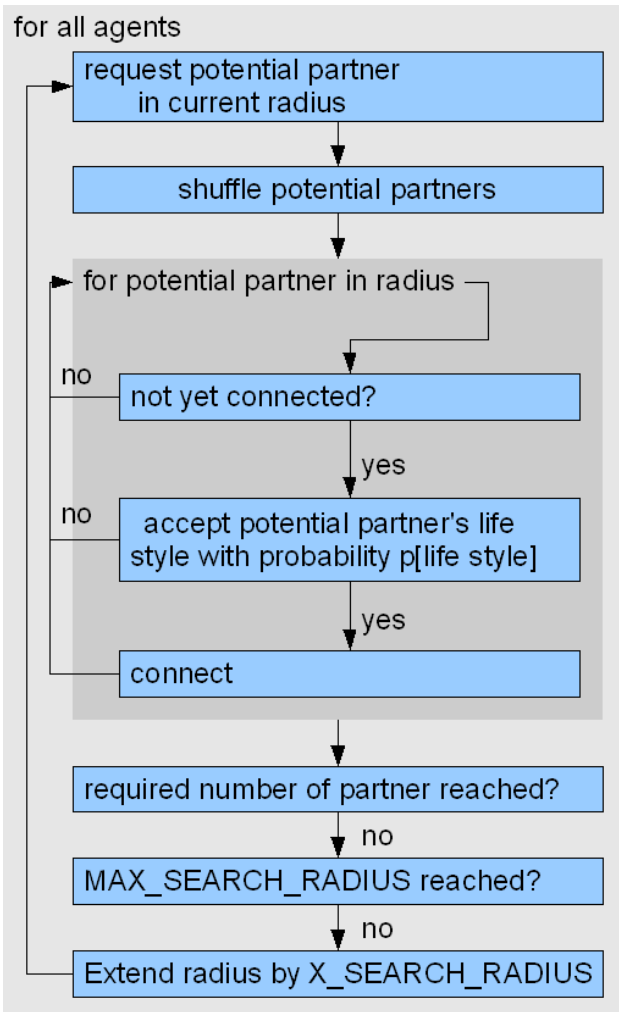 for all agents
request potential partner
in current radius
shuffle potential partners
for potential partner in radius
no
not yet connected?
yes
no
accept potential partner's life
style with probability p[life style]
yes
connect
required number of partner reached?
no
MAX_SEARCH_RADIUS reached?
no
Extend radius by X_SEARCH_RADIUS